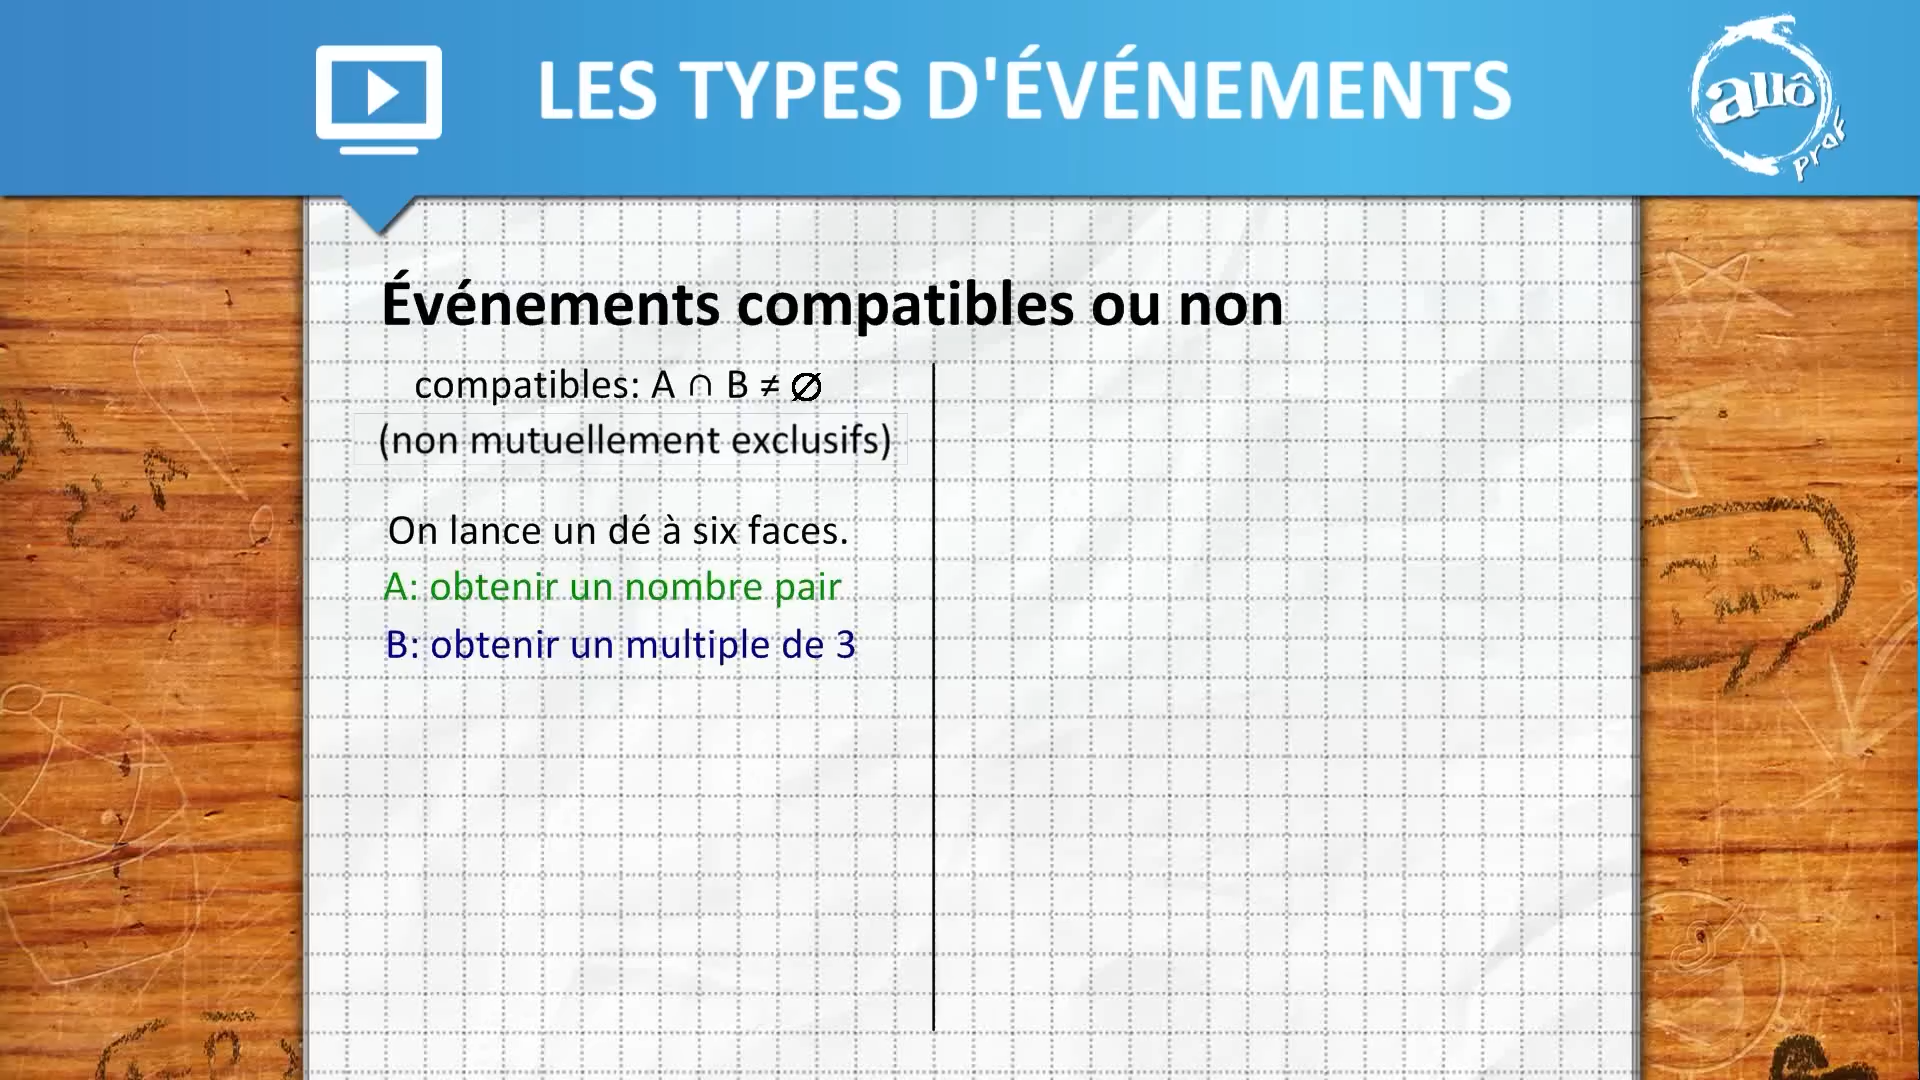 LES TYPES D'ÉVÉNEMENTS
allô
prof
Événements compatibles ou non
compatibles: A ∩ B ≠ ∅
(non mutuellement exclusifs)
On lance un dé à six faces.
A: obtenir un nombre pair
B: obtenir un multiple de 3